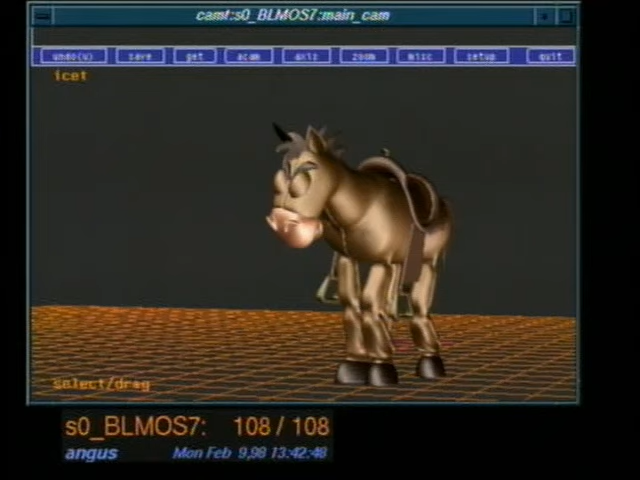 camt:s0_BLMOS7:main_cam
undo(u) save get acam axis zoom misc setup quit
icet
select/drag
s0_BLMOS7: 108 / 108
angus Mon Feb 9,98 13:42:48